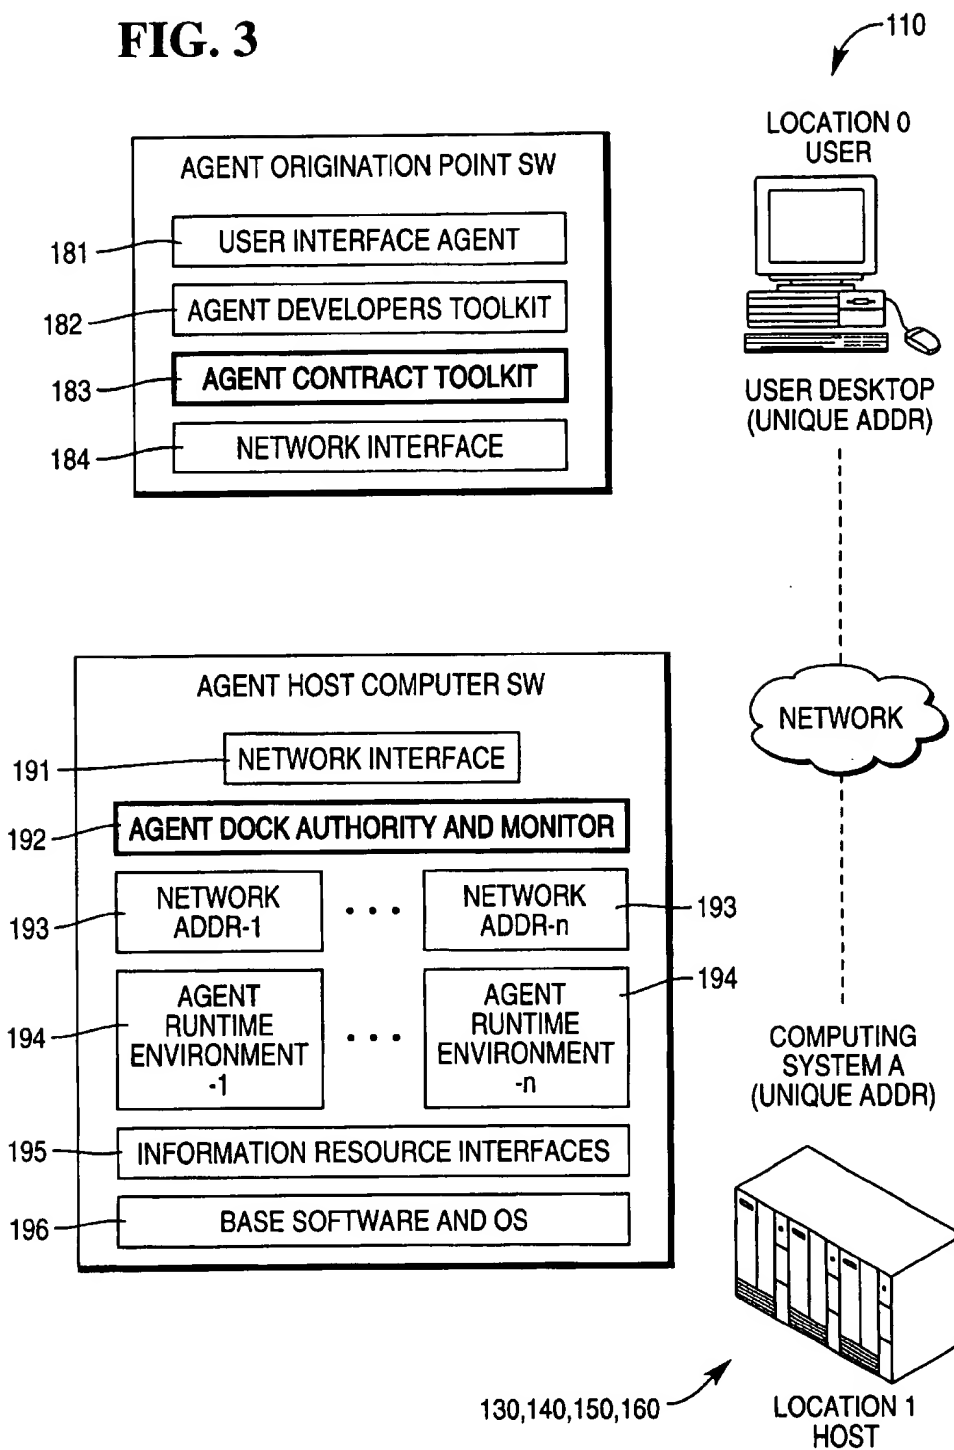 FIG. 3
110
LOCATION 0
USER
AGENT ORIGINATION POINT SW
181
USER INTERFACE AGENT
182
AGENT DEVELOPERS TOOLKIT
183
AGENT CONTRACT TOOLKIT
184
NETWORK INTERFACE
USER DESKTOP
(UNIQUE ADDR)
NETWORK
AGENT HOST COMPUTER SW
191
NETWORK INTERFACE
192
AGENT DOCK AUTHORITY AND MONITOR
193
NETWORK
ADDR-1
• • •
NETWORK
ADDR-n
193
194
AGENT
RUNTIME
ENVIRONMENT
-1
• • •
AGENT
RUNTIME
ENVIRONMENT
-n
194
195
INFORMATION RESOURCE INTERFACES
196
BASE SOFTWARE AND OS
COMPUTING
SYSTEM A
(UNIQUE ADDR)
130,140,150,160
LOCATION 1
HOST